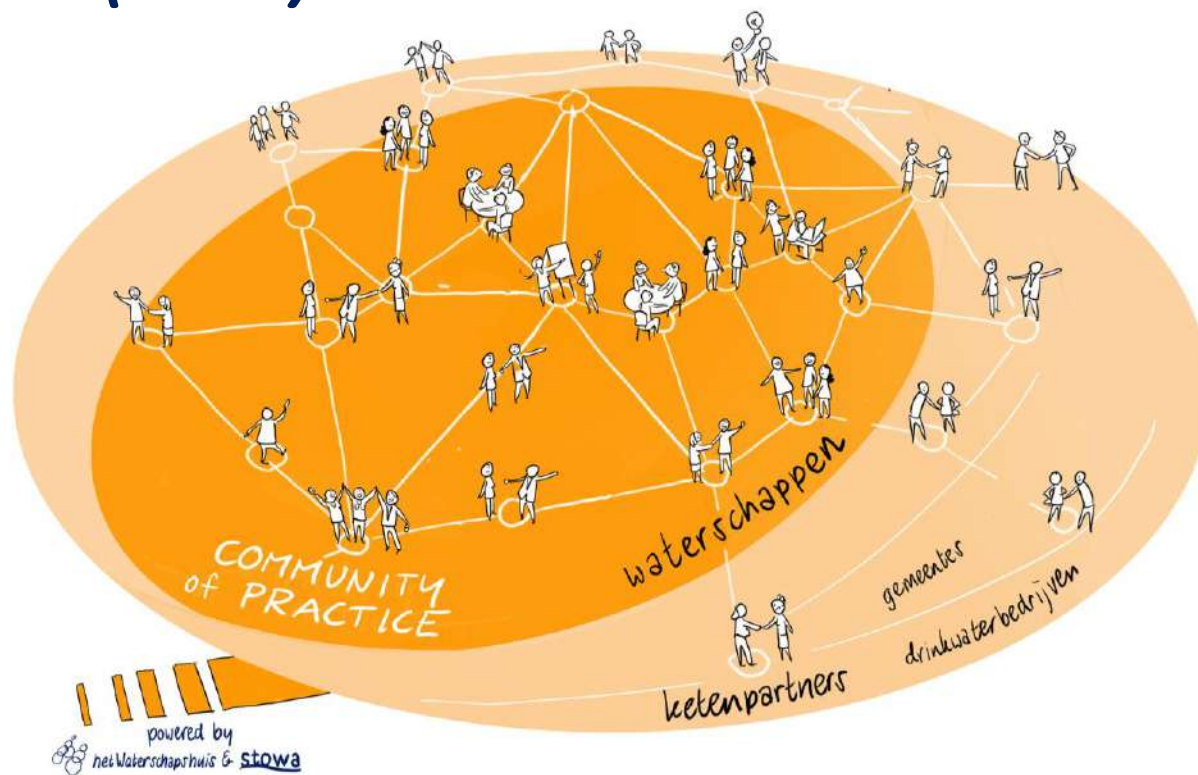 COMMUNITY
of PRACTICE
waterschappen
gemeentes
drinkwaterbedrijven
ketenpartners
powered by
hetWaterschapshuis & stowa